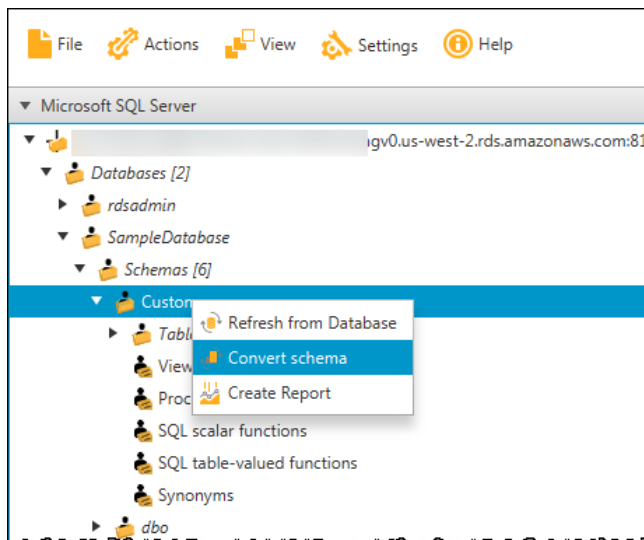 File Actions View Settings Help
Microsoft SQL Server
gv0.us-west-2.rds.amazonaws.com:81
Databases [2]
rdsadmin
SampleDatabase
Schemas [6]
Custom
Refresh from Database
Tabl
Convert schema
View
Create Report
Proc
SQL scalar functions
SQL table-valued functions
Synonyms
dbo